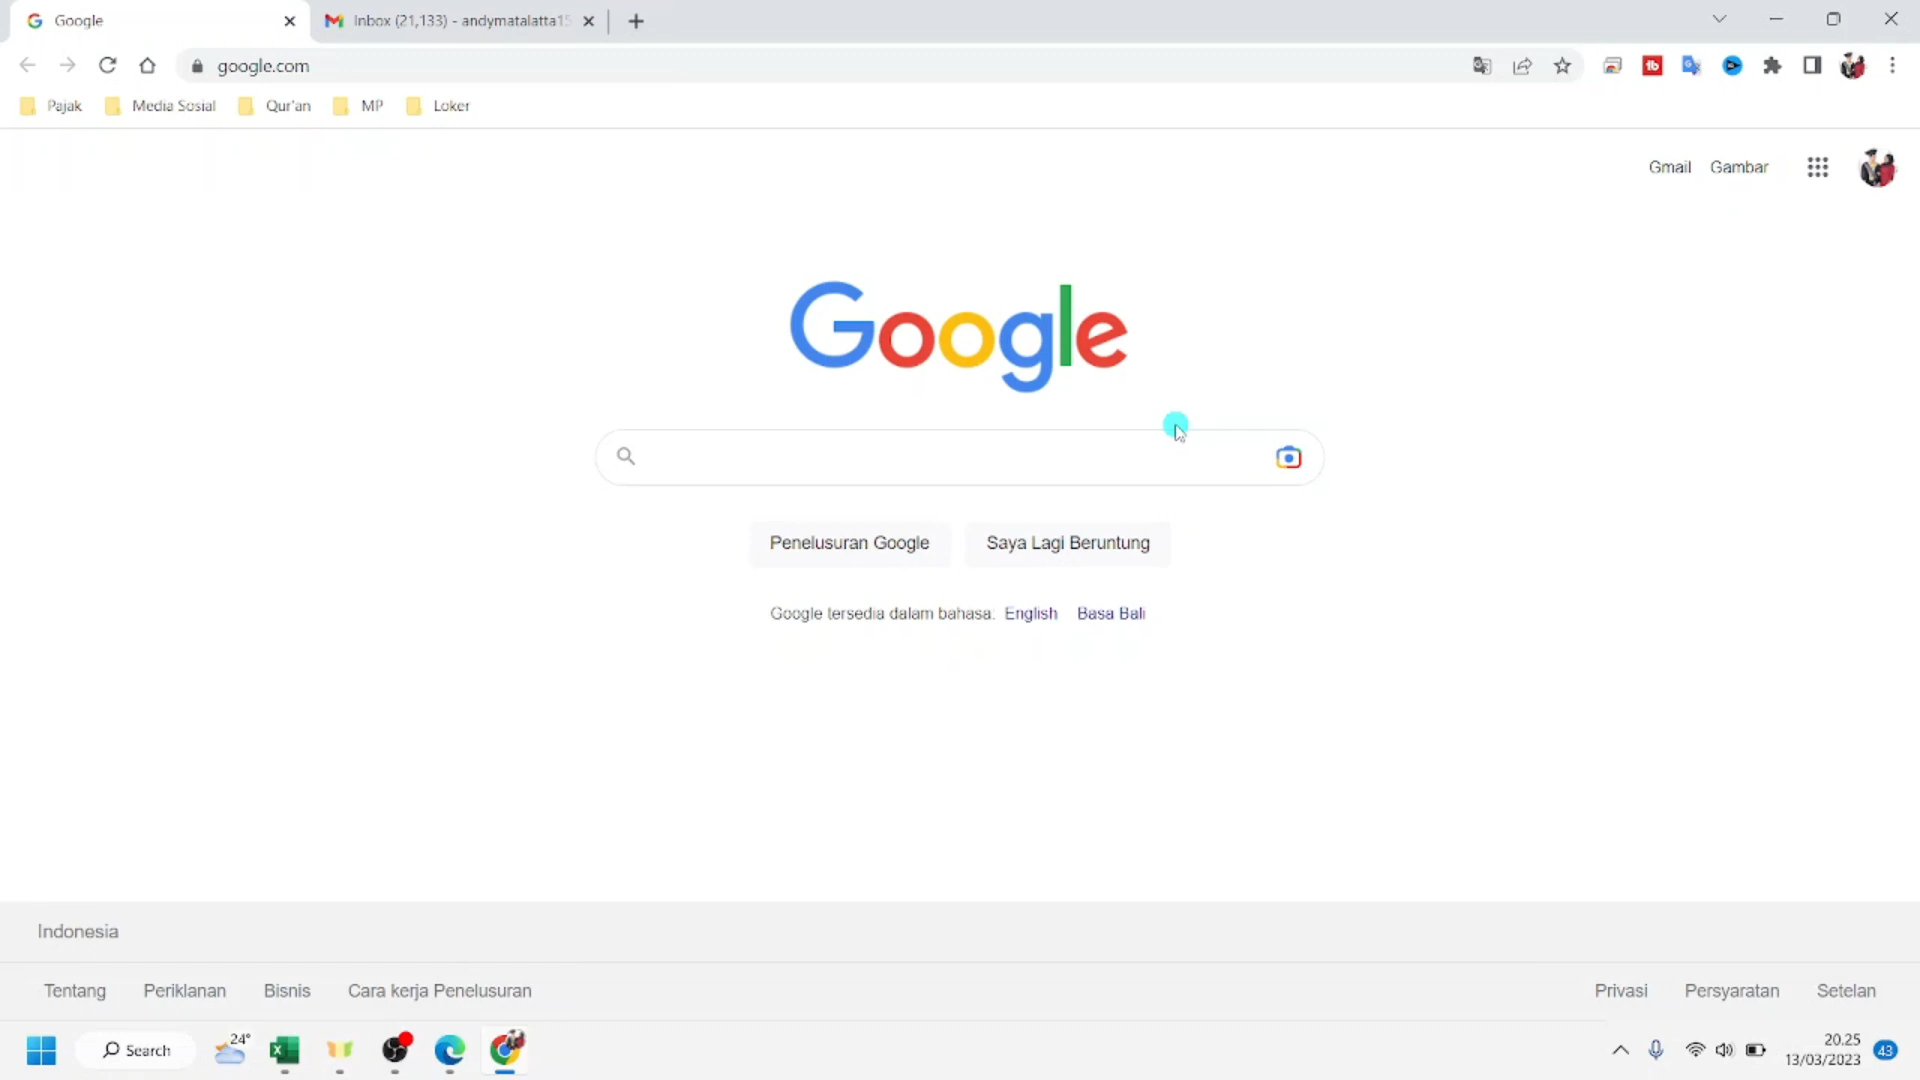 Google
Inbox (21,133) - andymatalatta15
google.com
Pajak
Media Sosial
Qur'an
MP
Loker
Gmail
Gambar
Google
Penelusuran Google
Saya Lagi Beruntung
Google tersedia dalam bahasa: English Basa Bali
Indonesia
Tentang
Periklanan
Bisnis
Cara kerja Penelusuran
Privasi
Persyaratan
Setelan
Search
24°
20.25
13/03/2023
43